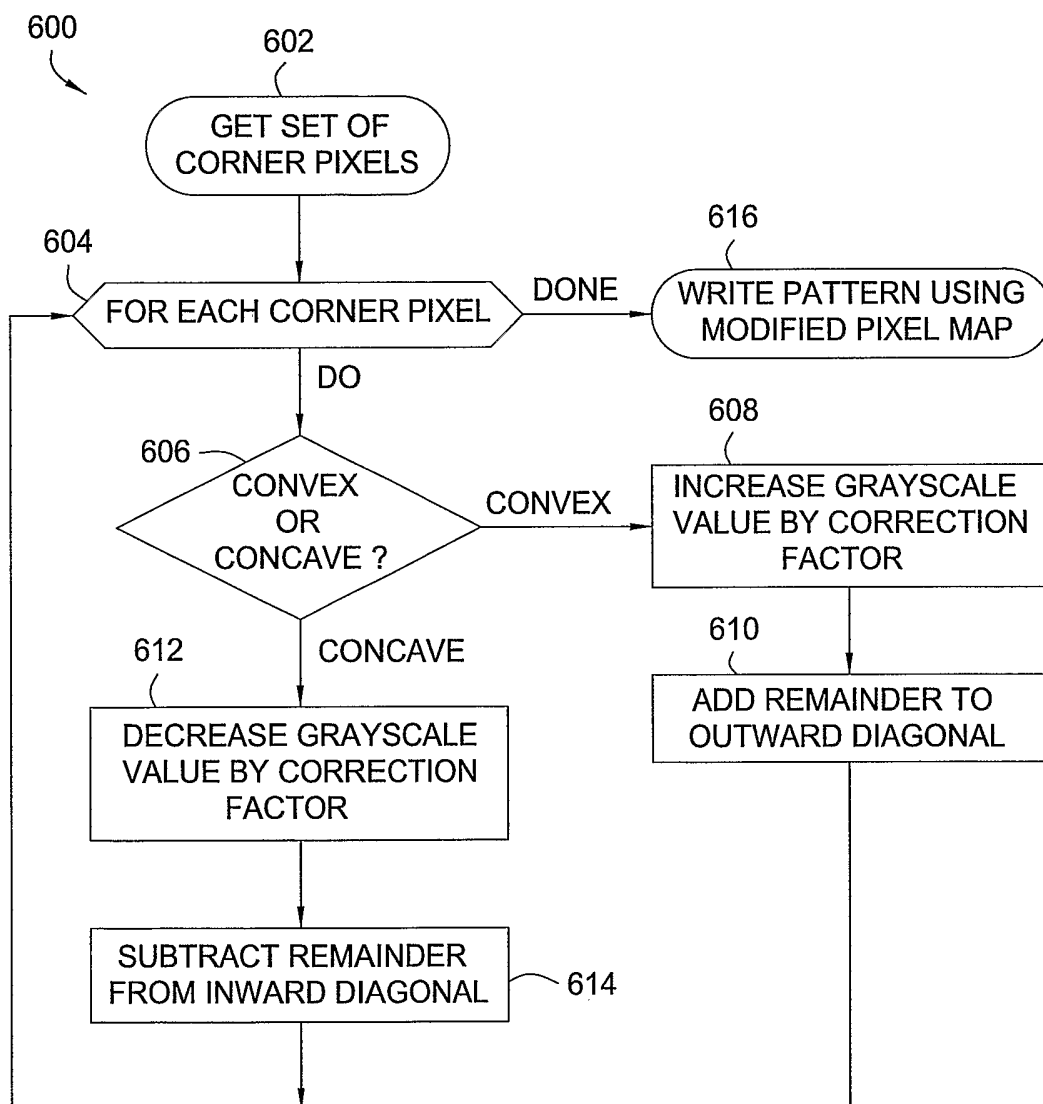 600
602
GET SET OF
CORNER PIXELS
604
FOR EACH CORNER PIXEL
DONE
616
WRITE PATTERN USING
MODIFIED PIXEL MAP
DO
606
CONVEX
OR
CONCAVE ?
CONVEX
608
INCREASE GRAYSCALE
VALUE BY CORRECTION
FACTOR
CONCAVE
610
ADD REMAINDER TO
OUTWARD DIAGONAL
612
DECREASE GRAYSCALE
VALUE BY CORRECTION
FACTOR
SUBTRACT REMAINDER
FROM INWARD DIAGONAL
614